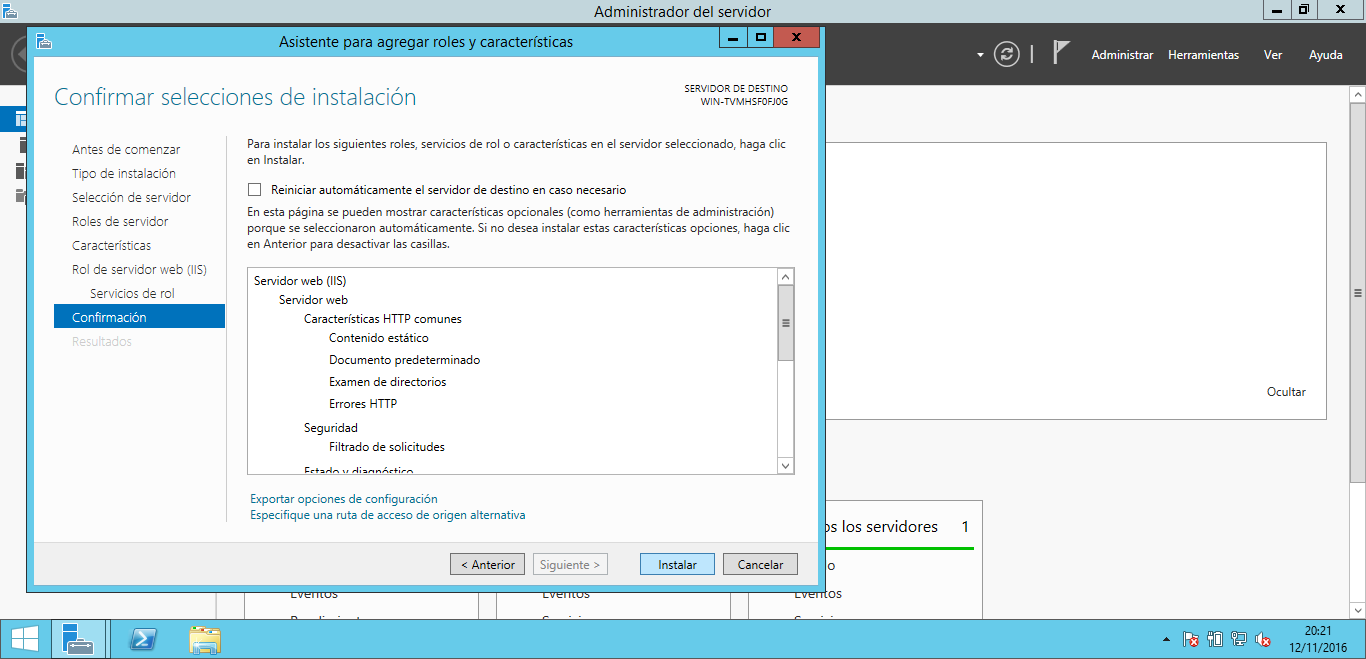 Administrador del servidor
Asistente para agregar roles y características
Administrar Herramientas Ver Ayuda
Confirmar selecciones de instalación
SERVIDOR DE DESTINO
WIN-TVMHSF0FJ0G
Antes de comenzar
Tipo de instalación
Selección de servidor
Roles de servidor
Características
Rol de servidor web (IIS)
Servicios de rol
Confirmación
Resultados
Para instalar los siguientes roles, servicios de rol o características en el servidor seleccionado, haga clic
en Instalar.
Reiniciar automáticamente el servidor de destino en caso necesario
En esta página se pueden mostrar características opcionales (como herramientas de administración)
porque se seleccionaron automáticamente. Si no desea instalar estas características opciones, haga clic
en Anterior para desactivar las casillas.
Servidor web (IIS)
Servidor web
Características HTTP comunes
Contenido estático
Documento predeterminado
Examen de directorios
Errores HTTP
Seguridad
Filtrado de solicitudes
Estado y diagnóstico
Exportar opciones de configuración
Especifique una ruta de acceso de origen alternativa
< Anterior Siguiente > Instalar Cancelar
Ocultar
los servidores 1
Eventos Eventos Eventos
20:21
12/11/2016